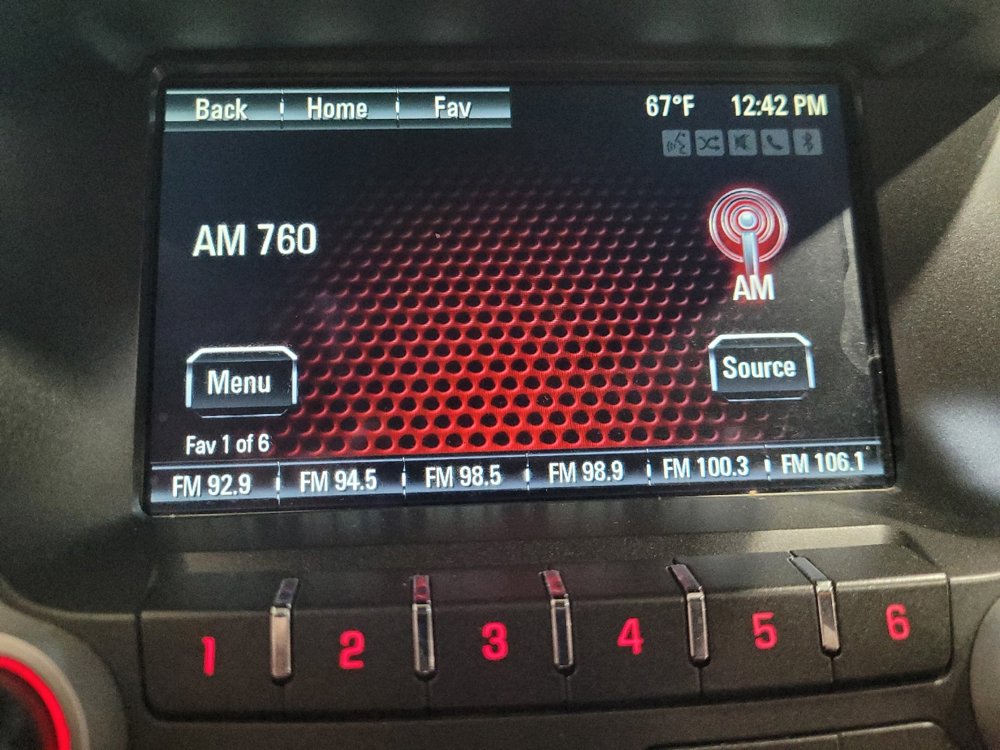 Back Home Fav 67°F 12:42 PM
AM 760
AM
Menu Source
Fav 1 of 6
FM 92.9 FM 94.5 FM 98.5 FM 98.9 FM 100.3 FM 106.1
1 2 3 4 5 6